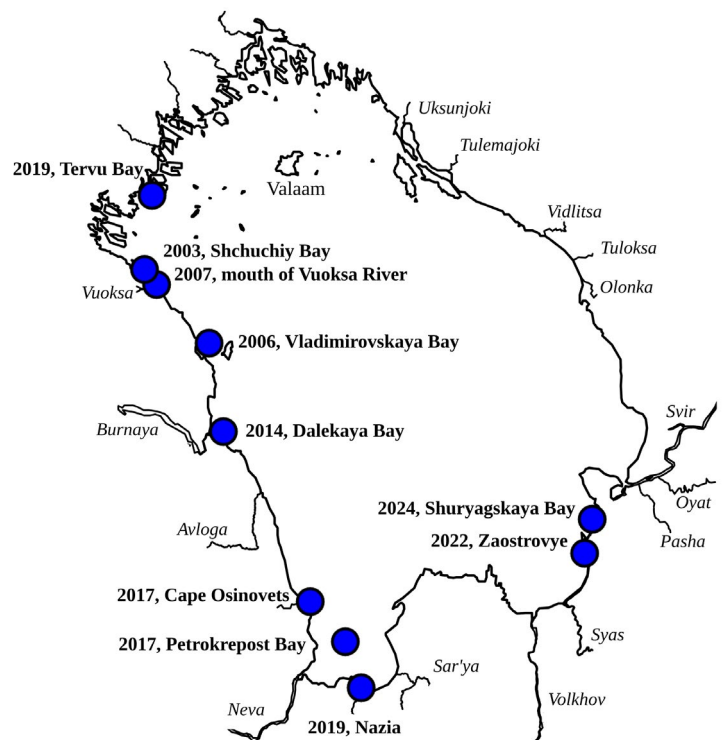 Uksunjoki
Tulemajoki
2019, Tervu Bay
Valaam
Vidlitsa
2003, Shchuchiy Bay
Tuloksa
2007, mouth of Vuoksa River
Vuoksa
Olonka
2006, Vladimirovskaya Bay
Svir
Burnaya
2014, Dalekaya Bay
Oyat
2024, Shuryagskaya Bay
Avloga
2022, Zaostrovye
Pasha
2017, Cape Osinovets
Syas
2017, Petrokrepost Bay
Sar'ya
Volkhov
Neva
2019, Nazia